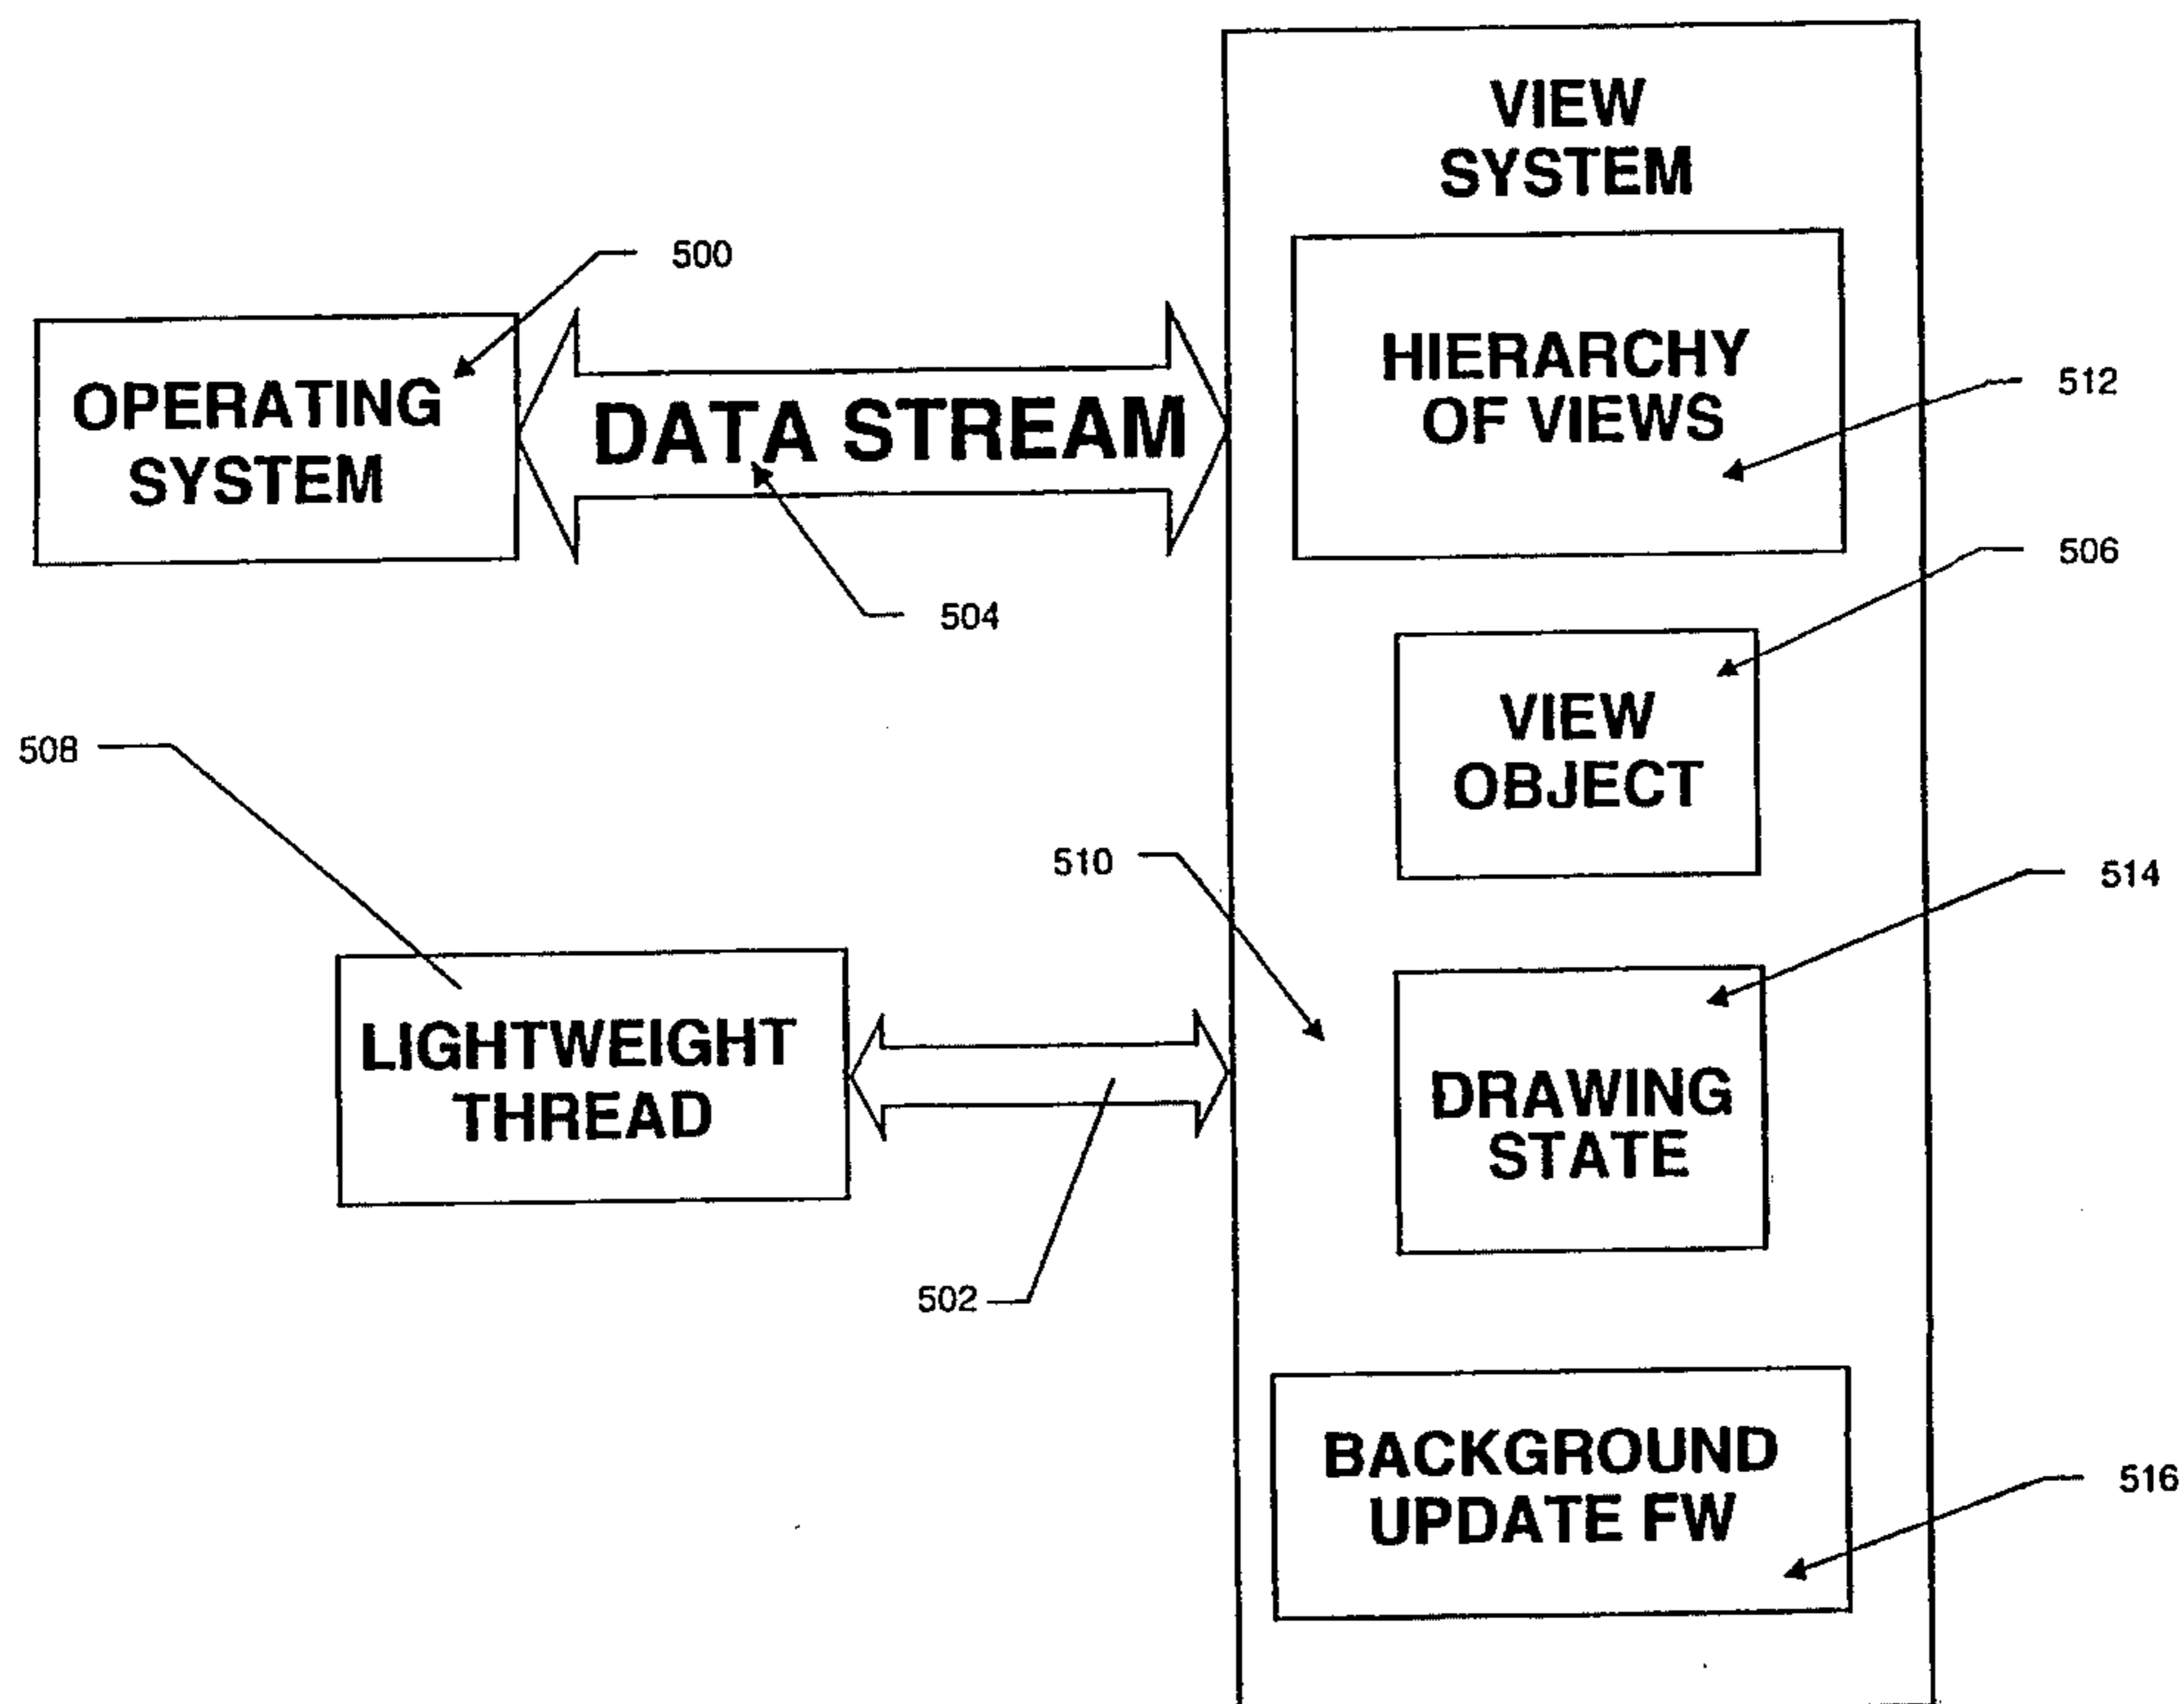 VIEW
SYSTEM
500
OPERATING
SYSTEM
DATA STREAM
504
HIERARCHY
OF VIEWS
512
506
VIEW
OBJECT
508
510
514
LIGHTWEIGHT
THREAD
502
DRAWING
STATE
BACKGROUND
UPDATE FW
516